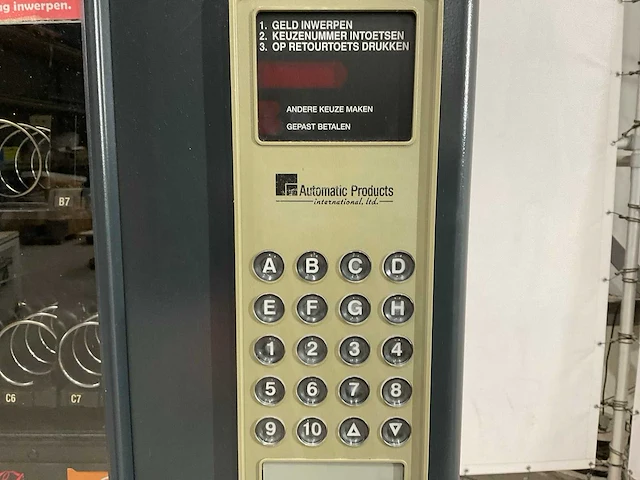 ng inwerpen.
B7
C6
C7
1. GELD INWERPEN
2. KEUZENUMMER INTOETSEN
3. OP RETOURTOETS DRUKKEN
ANDERE KEUZE MAKEN
GEPAST BETALEN
Automatic Products
international, ltd.
A B C D
E F G H
1 2 3 4
5 6 7 8
9 10